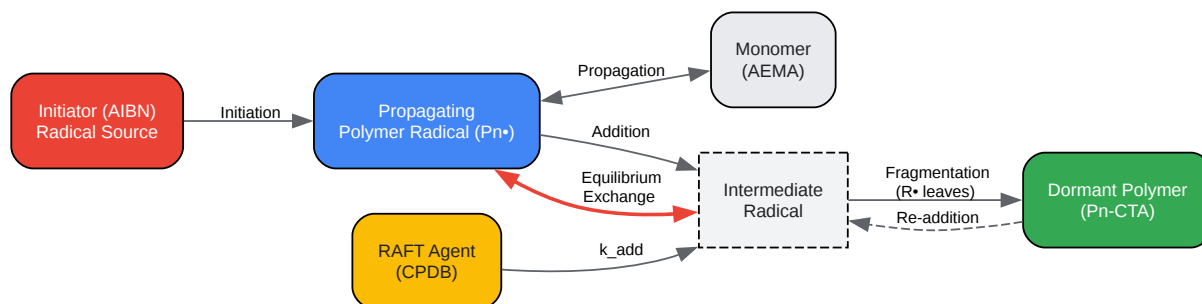 Initiator (AIBN)
Radical Source
Initiation
Propagating
Polymer Radical (Pn•)
Propagation
Monomer
(AEMA)
Addition
Equilibrium
Exchange
RAFT Agent
(CPDB)
k_add
Intermediate
Radical
Fragmentation
(R• leaves)
Re-addition
Dormant Polymer
(Pn-CTA)